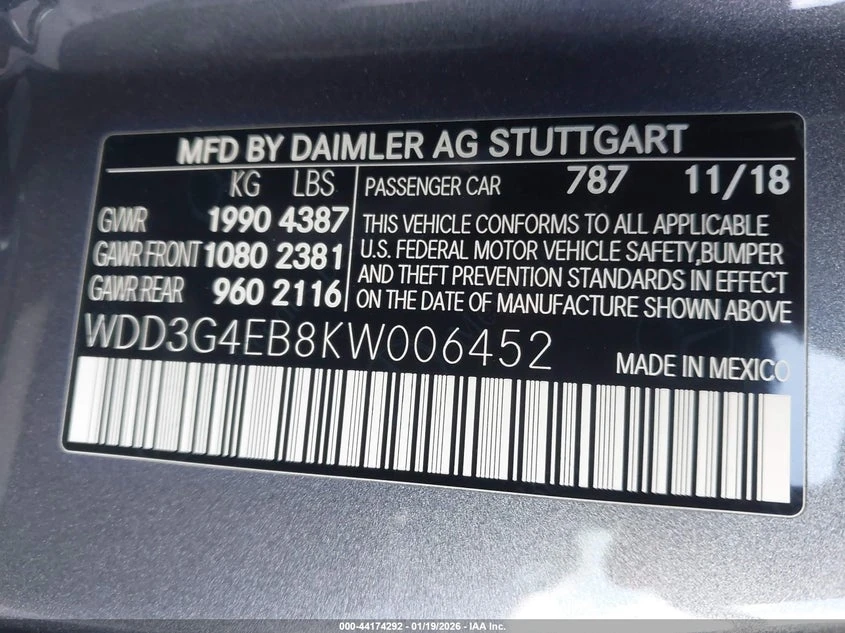 MFD BY DAIMLER AG STUTTGART
KG LBS
GVWR 1990 4387
GAWR FRONT 1080 2381
GAWR REAR 960 2116
PASSENGER CAR 787 11/18
THIS VEHICLE CONFORMS TO ALL APPLICABLE
U.S. FEDERAL MOTOR VEHICLE SAFETY,BUMPER
AND THEFT PREVENTION STANDARDS IN EFFECT
ON THE DATE OF MANUFACTURE SHOWN ABOVE
WDD3G4EB8KW006452
MADE IN MEXICO
000-44174292 - 01/19/2026 - IAA Inc.